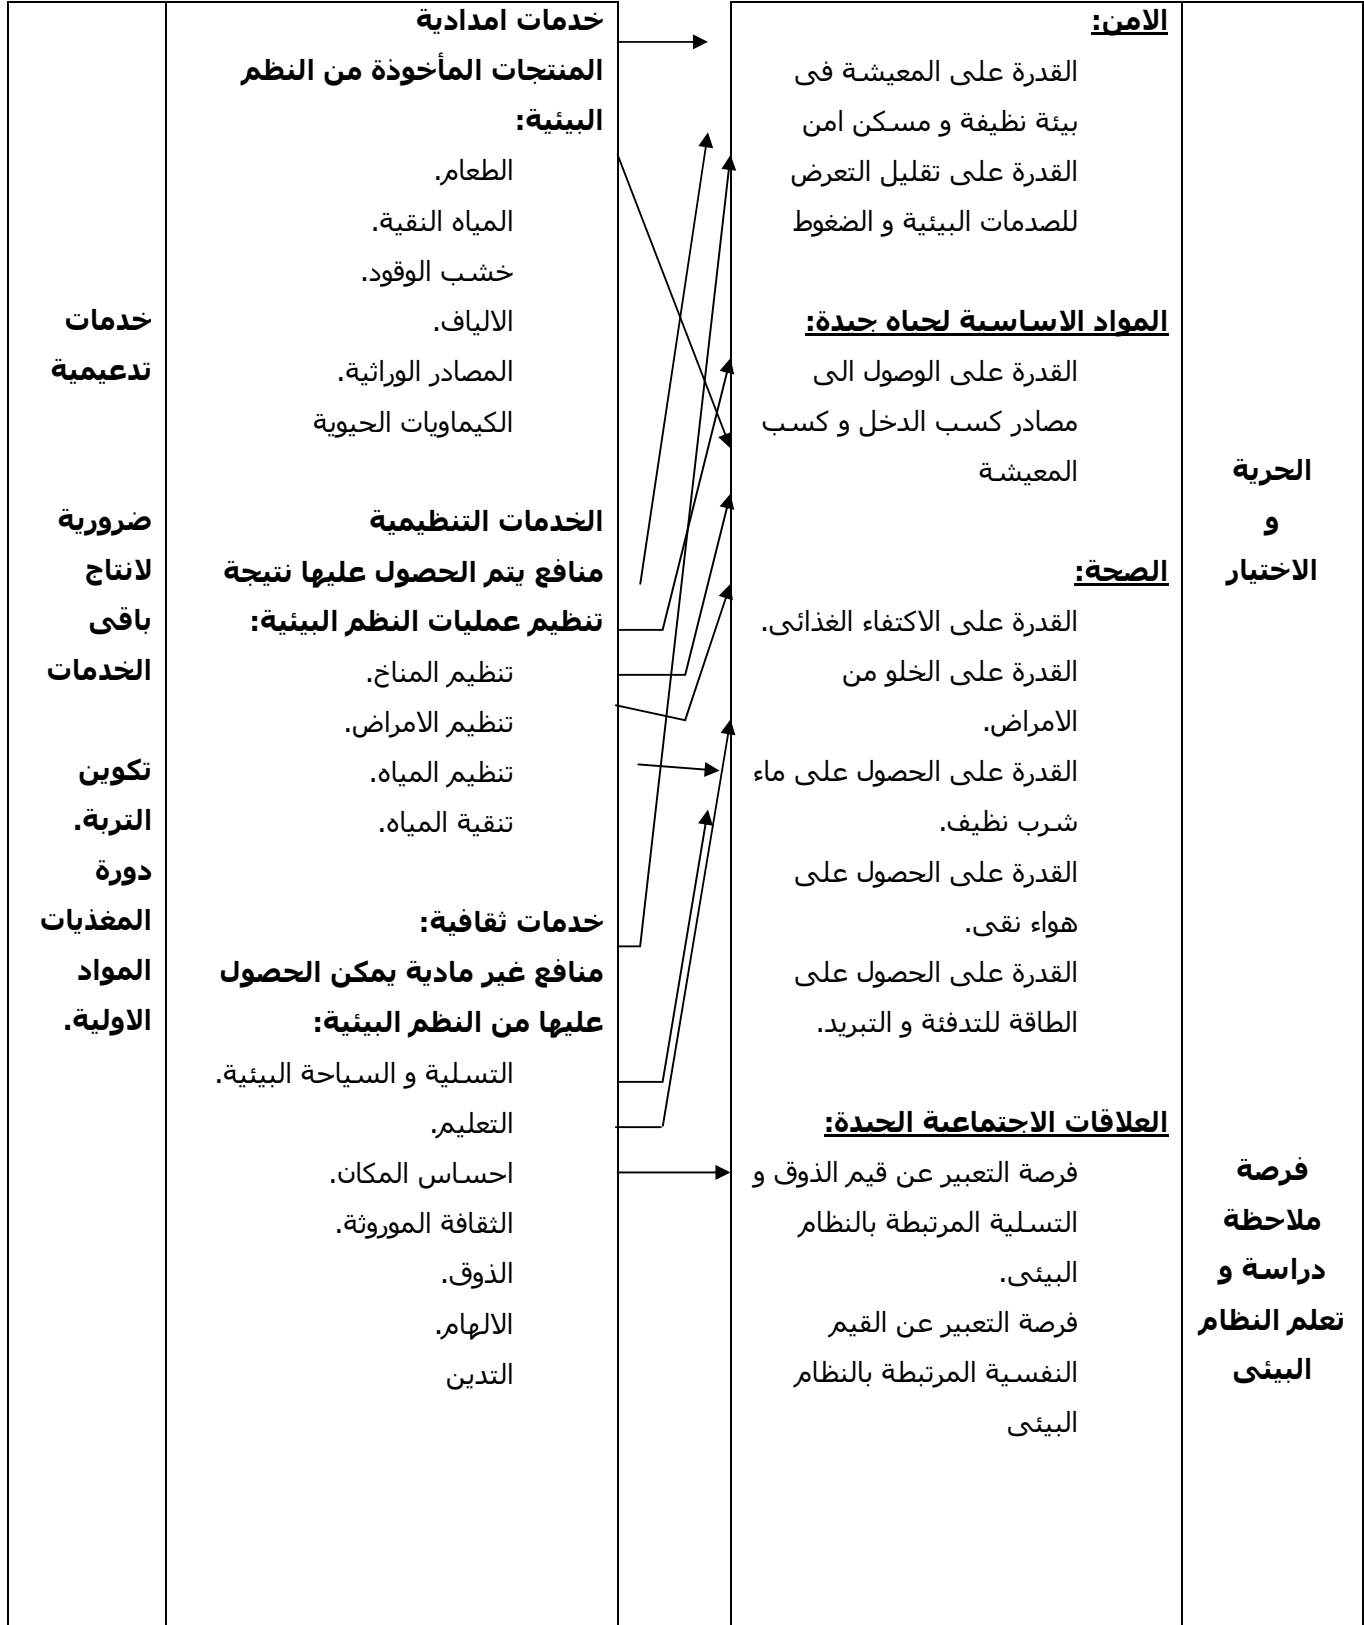 الحرية
و
الاختيار
فرصة
ملاحظة
دراسة و
تعلم النظام
البيئى
الامن:
القدرة على المعيشة فى
بيئة نظيفة و مسكن امن
القدرة على تقليل التعرض
للصدمات البيئية و الضغوط
المواد الاساسية لحياه جيدة:
القدرة على الوصول الى
مصادر كسب الدخل و كسب
المعيشة
الصحة:
القدرة على الاكتفاء الغذائى.
القدرة على الخلو من
الامراض.
القدرة على الحصول على ماء
شرب نظيف.
القدرة على الحصول على
هواء نقى.
القدرة على الحصول على
الطاقة للتدفئة و التبريد.
العلاقات الاجتماعية الجيدة:
فرصة التعبير عن قيم الذوق و
التسلية المرتبطة بالنظام
البيئى.
فرصة التعبير عن القيم
النفسية المرتبطة بالنظام
البيئى
خدمات امدادية
المنتجات المأخوذة من النظم
البيئية:
الطعام.
المياه النقية.
خشب الوقود.
الالياف.
المصادر الوراثية.
الكيماويات الحيوية
الخدمات التنظيمية
منافع يتم الحصول عليها نتيجة
تنظيم عمليات النظم البيئية:
تنظيم المناخ.
تنظيم الامراض.
تنظيم المياه.
تنقية المياه.
خدمات ثقافية:
منافع غير مادية يمكن الحصول
عليها من النظم البيئية:
التسلية و السياحة البيئية.
التعليم.
احساس المكان.
الثقافة الموروثة.
الذوق.
الالهام.
التدين
خدمات
تدعيمية
ضرورية
لانتاج
باقى
الخدمات
تكوين
التربة.
دورة
المغذيات
المواد
الاولية.